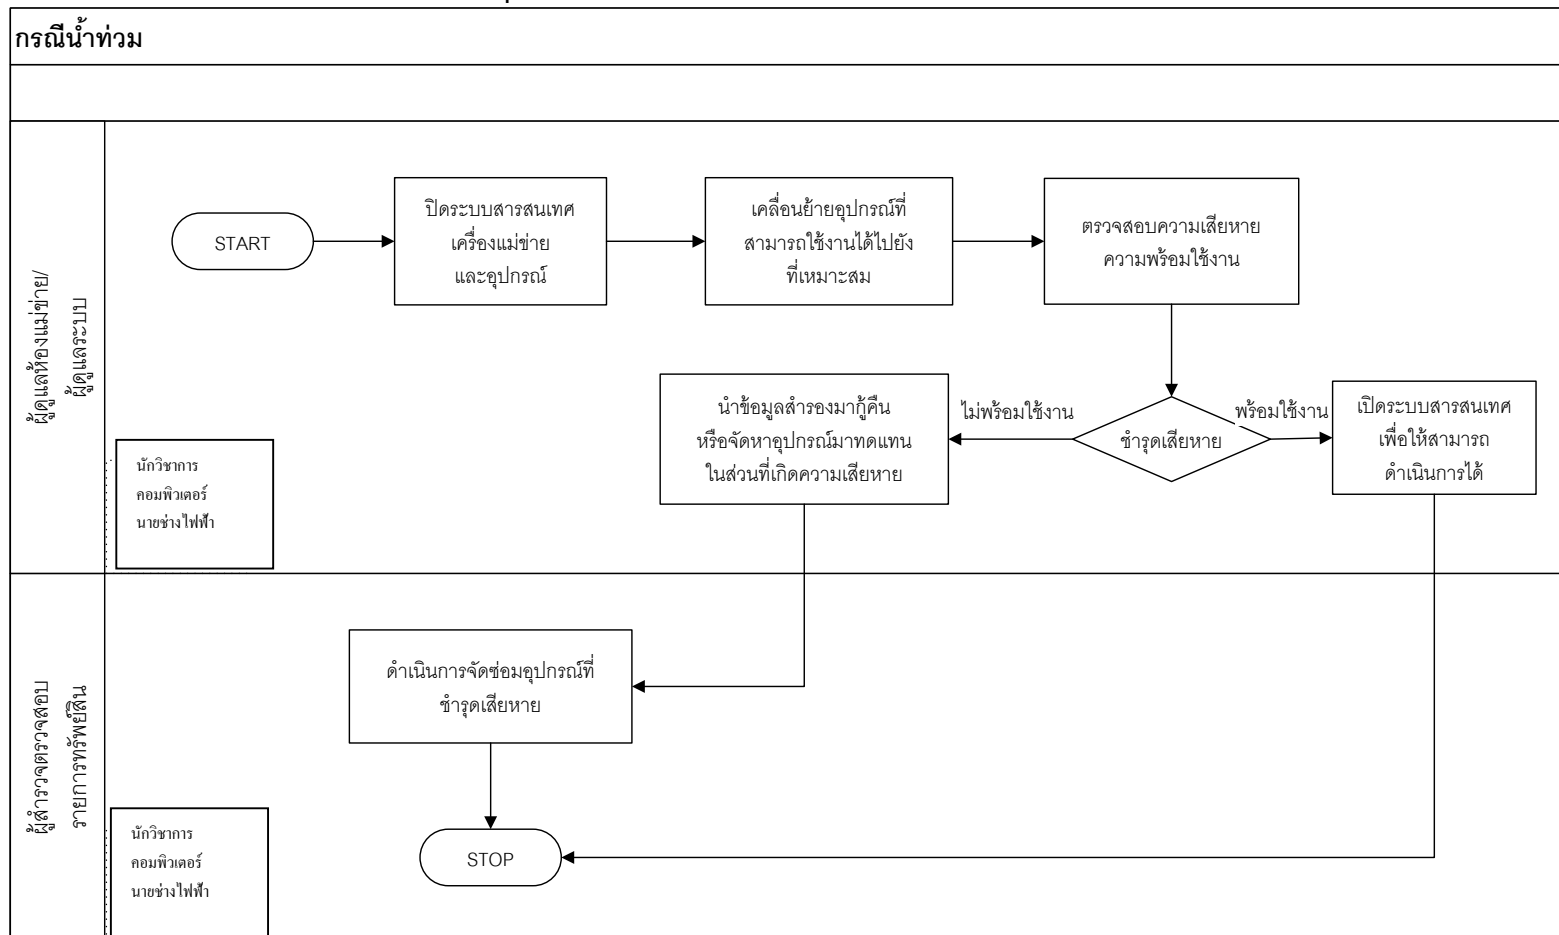 กรณีน้ำท่วม
ผู้ดูแลห้องแม่ข่าย/
ผู้ดูแลระบบ
START
ปิดระบบสารสนเทศ
เครื่องแม่ข่าย
และอุปกรณ์
เคลื่อนย้ายอุปกรณ์ที่
สามารถใช้งานได้ไปยัง
ที่เหมาะสม
ตรวจสอบความเสียหาย
ความพร้อมใช้งาน
นำข้อมูลสำรองมากู้คืน
หรือจัดหาอุปกรณ์มาทดแทน
ในส่วนที่เกิดความเสียหาย
ไม่พร้อมใช้งาน
ชำรุดเสียหาย
พร้อมใช้งาน
เปิดระบบสารสนเทศ
เพื่อให้สามารถ
ดำเนินการได้
นักวิชาการ
คอมพิวเตอร์
นายช่างไฟฟ้า
ผู้สำรวจตรวจสอบ
รายการทรัพย์สิน
ดำเนินการจัดซ่อมอุปกรณ์ที่
ชำรุดเสียหาย
STOP
นักวิชาการ
คอมพิวเตอร์
นายช่างไฟฟ้า